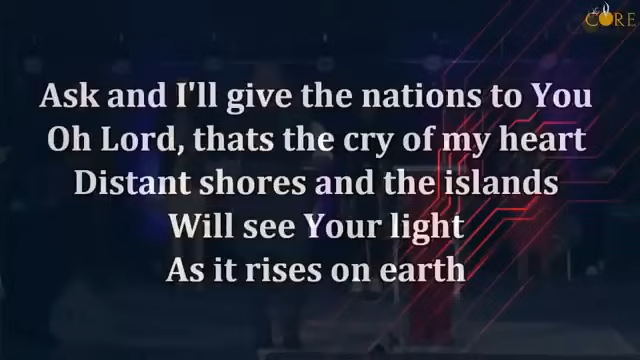 the CORE
Ask and I'll give the nations to You
Oh Lord, thats the cry of my heart
Distant shores and the islands
Will see Your light
As it rises on earth